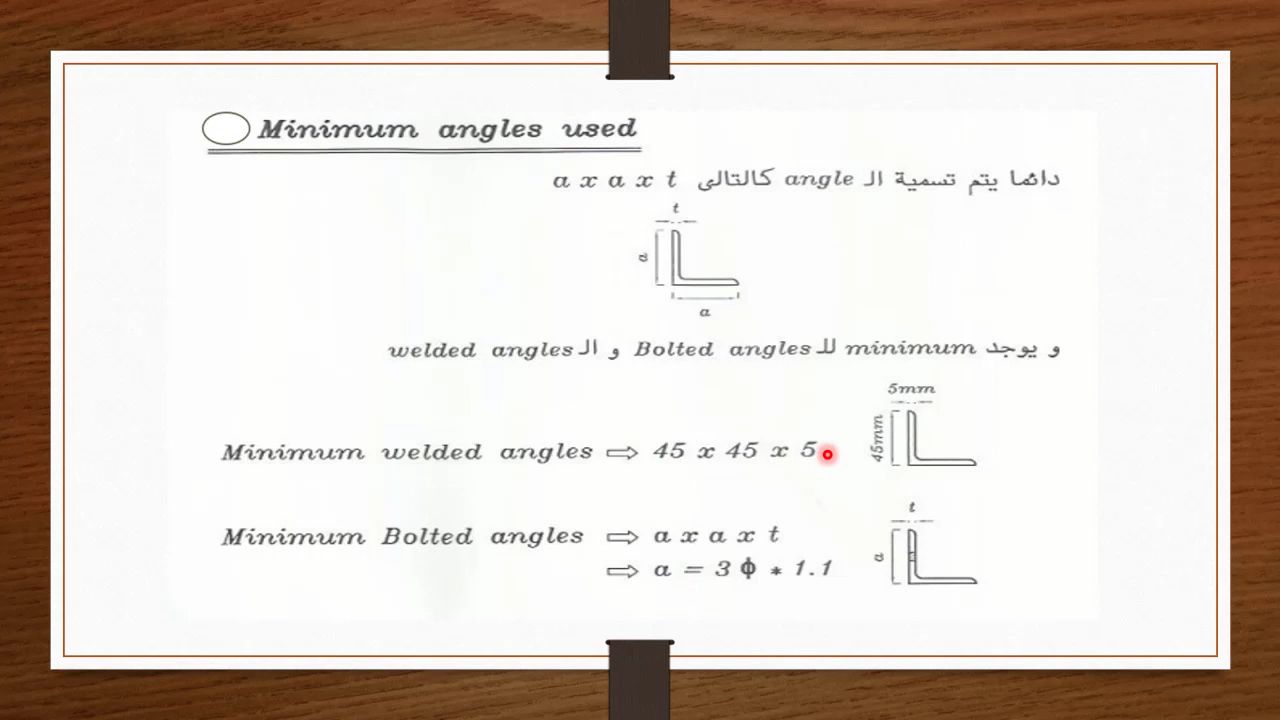 Minimum angles used
دائما يتم تسمية الـ angle كالتالى a x a x t
t
a
a
و يوجد minimum للـ Bolted angles و الـ welded angles
5mm
45mm
Minimum welded angles ⇨ 45 x 45 x 5
t
Minimum Bolted angles ⇨ a x a x t
a
⇨ a = 3 ϕ * 1.1